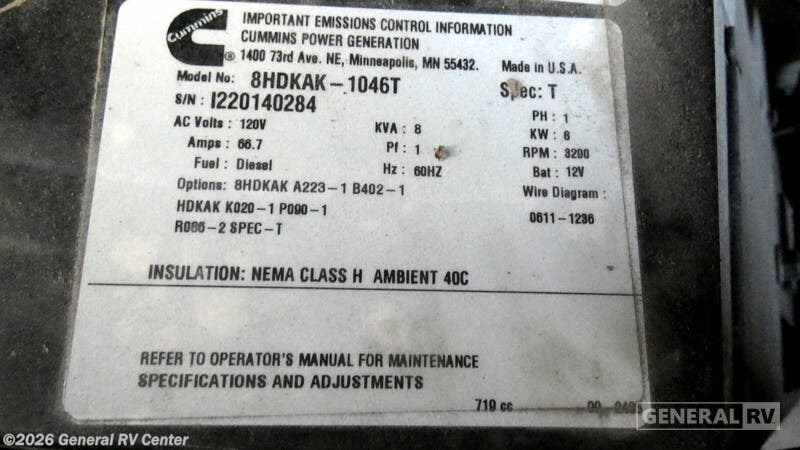 Cummins
IMPORTANT EMISSIONS CONTROL INFORMATION
CUMMINS POWER GENERATION
® 1400 73rd Ave. NE, Minneapolis, MN 55432.
Made in U.S.A.
Model No: 8HDKAK-1046T
Spec: T
S/N : I220140284
AC Volts : 120V
KVA : 8
PH : 1
Amps : 66.7
Pf : 1
KW : 8
Fuel : Diesel
Hz : 60HZ
RPM : 3200
Bat : 12V
Options: 8HDKAK A223-1 B402-1
Wire Diagram :
HDKAK K020-1 P090-1
0611-1236
R086-2 SPEC-T
INSULATION: NEMA CLASS H AMBIENT 40C
REFER TO OPERATOR'S MANUAL FOR MAINTENANCE
SPECIFICATIONS AND ADJUSTMENTS
719 cc
GENERAL RV
©2026 General RV Center